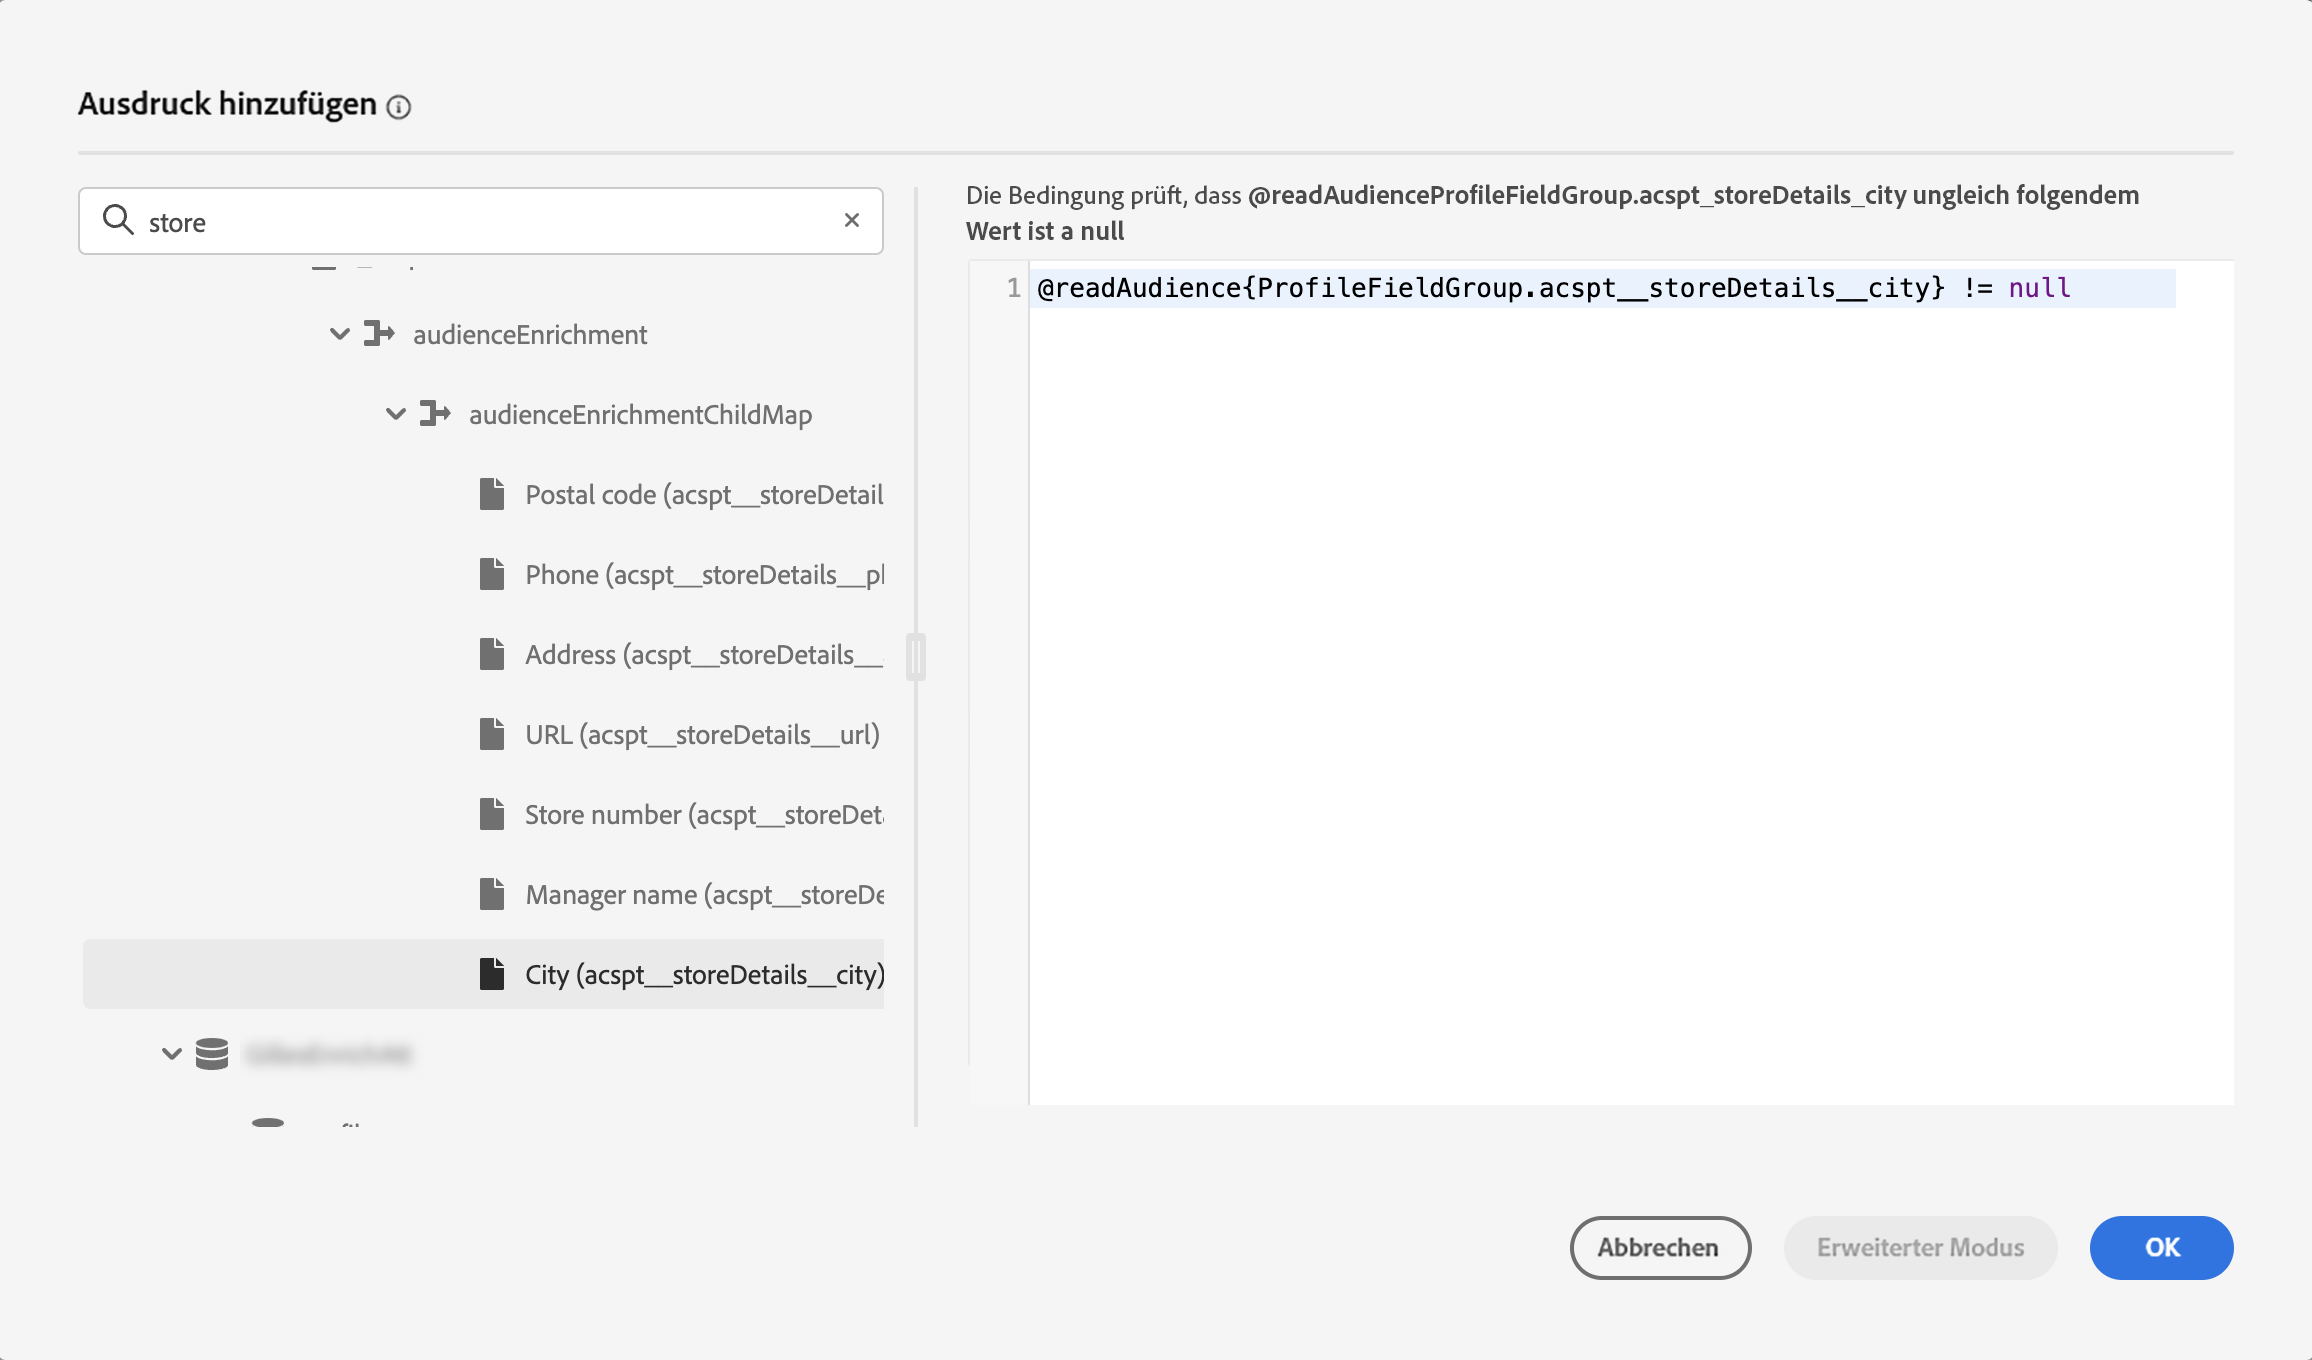 Ausdruck hinzufügen
store
audienceEnrichment
audienceEnrichmentChildMap
Postal code (acspt__storeDetail
Phone (acspt__storeDetails__pl
Address (acspt__storeDetails__
URL (acspt__storeDetails__url)
Store number (acspt__storeDeta
Manager name (acspt__storeDe
City (acspt__storeDetails__city)
Die Bedingung prüft, dass @readAudienceProfileFieldGroup.acspt_storeDetails_city ungleich folgendem
Wert ist a null
1 @readAudience{ProfileFieldGroup.acspt__storeDetails__city} != null
Abbrechen
Erweiterter Modus
OK